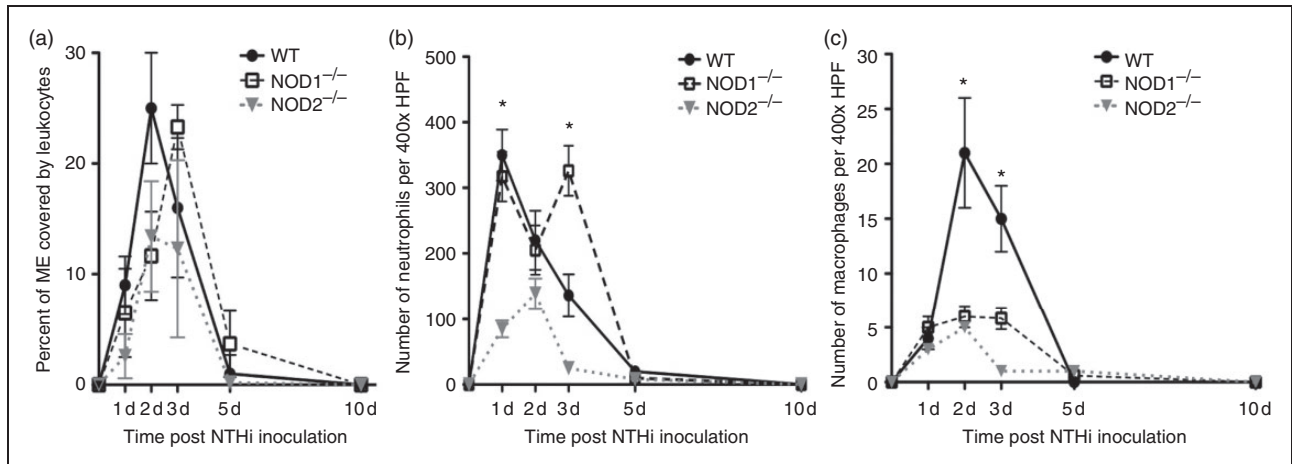 (a)
30
20
10
0
Percent of ME covered by leukocytes
WT
NOD1−/−
NOD2−/−
1 d 2 d 3 d 5 d 10 d
Time post NTHi inoculation
(b)
500
400
300
200
100
0
Number of neutrophils per 400x HPF
WT
NOD1−/−
NOD2−/−
*
*
1 d 2 d 3 d 5 d 10 d
Time post NTHi inoculation
(c)
30
25
20
15
10
5
0
Number of macrophages per 400x HPF
WT
NOD1−/−
NOD2−/−
*
*
1 d 2 d 3 d 5 d 10 d
Time post NTHi inoculation